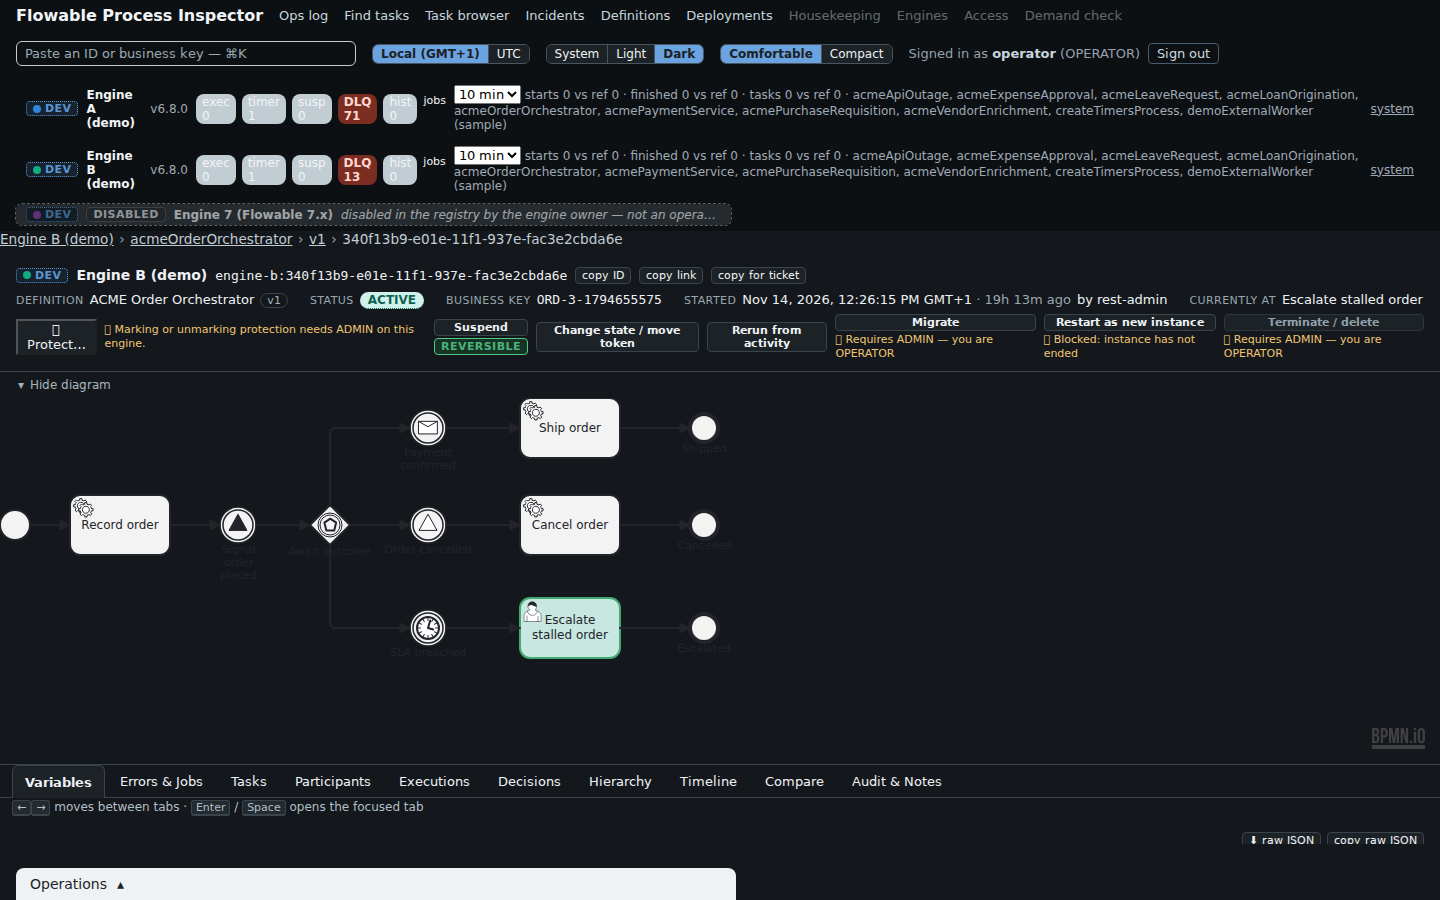 Flowable Process Inspector Ops log Find tasks Task browser Incidents Definitions Deployments Housekeeping Engines Access Demand check
Paste an ID or business key — ⌘K Local (GMT+1) UTC System Light Dark Comfortable Compact Signed in as operator (OPERATOR) Sign out
DEV Engine A (demo) v6.8.0 exec 0 timer 1 susp 0 DLQ 71 hist 0 jobs 10 min starts 0 vs ref 0 · finished 0 vs ref 0 · tasks 0 vs ref 0 · acmeApiOutage, acmeExpenseApproval, acmeLeaveRequest, acmeLoanOrigination,
acmeOrderOrchestrator, acmePaymentService, acmePurchaseRequisition, acmeVendorEnrichment, createTimersProcess, demoExternalWorker
(sample)
system
DEV Engine B (demo) v6.8.0 exec 0 timer 1 susp 0 DLQ 13 hist 0 jobs 10 min starts 0 vs ref 0 · finished 0 vs ref 0 · tasks 0 vs ref 0 · acmeApiOutage, acmeExpenseApproval, acmeLeaveRequest, acmeLoanOrigination,
acmeOrderOrchestrator, acmePaymentService, acmePurchaseRequisition, acmeVendorEnrichment, createTimersProcess, demoExternalWorker
(sample)
system
DEV DISABLED Engine 7 (Flowable 7.x) disabled in the registry by the engine owner — not an opera…
Engine B (demo) › acmeOrderOrchestrator › v1 › 340f13b9-e01e-11f1-937e-fac3e2cbda6e
DEV Engine B (demo) engine-b:340f13b9-e01e-11f1-937e-fac3e2cbda6e copy ID copy link copy for ticket
DEFINITION ACME Order Orchestrator v1 STATUS ACTIVE BUSINESS KEY ORD-3-1794655575 STARTED Nov 14, 2026, 12:26:15 PM GMT+1 · 19h 13m ago by rest-admin CURRENTLY AT Escalate stalled order
Protect… Marking or unmarking protection needs ADMIN on this
engine.
Suspend
REVERSIBLE
Change state / move
token
Rerun from
activity
Migrate
Requires ADMIN — you are
OPERATOR
Restart as new instance
Blocked: instance has not
ended
Terminate / delete
Requires ADMIN — you are
OPERATOR
▾ Hide diagram
Ship order
Payment
confirmed
Shipped
Record order
Signal
order
placed
Await outcome
Order cancelled
Cancel order
Cancelled
SLA breached
Escalate
stalled order
Escalated
BPMN.iO
Variables Errors & Jobs Tasks Participants Executions Decisions Hierarchy Timeline Compare Audit & Notes
← → moves between tabs · Enter / Space opens the focused tab
⬇ raw JSON copy raw JSON
Operations ▲